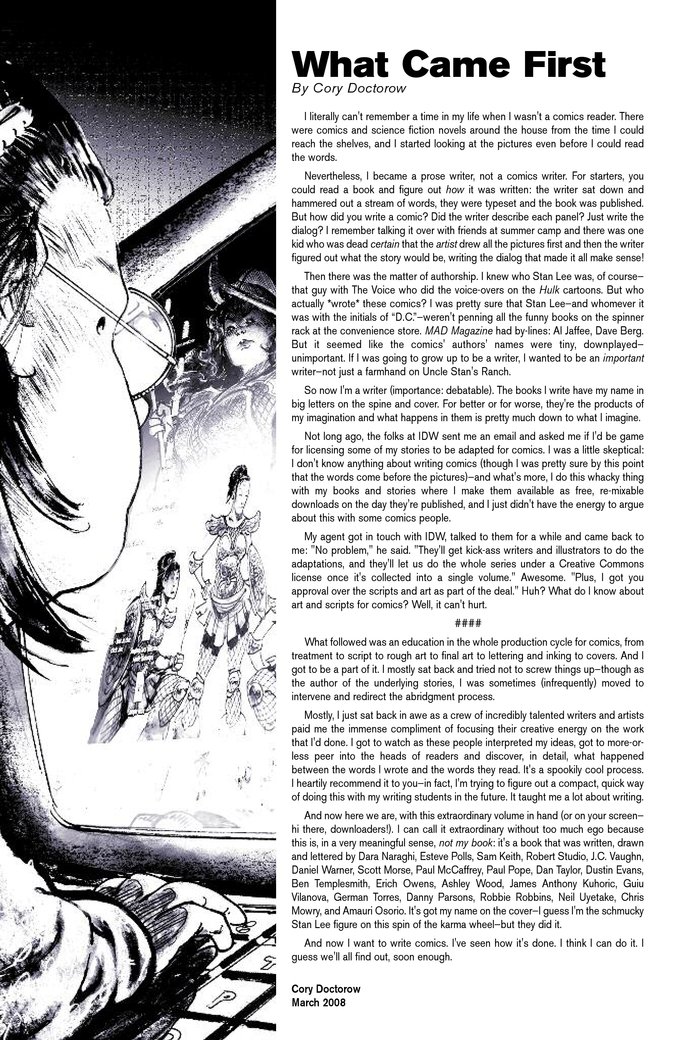 What Came First
By Cory Doctorow
I literally can't remember a time in my life when I wasn't a comics reader. There
were comics and science fiction novels around the house from the time I could
reach the shelves, and I started looking at the pictures even before I could read
the words.
Nevertheless, I became a prose writer, not a comics writer. For starters, you
could read a book and figure out how it was written: the writer sat down and
hammered out a stream of words, they were typeset and the book was published.
But how did you write a comic? Did the writer describe each panel? Just write the
dialog? I remember talking it over with friends at summer camp and there was one
kid who was dead certain that the artist drew all the pictures first and then the writer
figured out what the story would be, writing the dialog that made it all make sense!
Then there was the matter of authorship. I knew who Stan Lee was, of course—
that guy with The Voice who did the voice-overs on the Hulk cartoons. But who
actually *wrote* these comics? I was pretty sure that Stan Lee—and whomever it
was with the initials of "D.C."—weren't penning all the funny books on the spinner
rack at the convenience store. MAD Magazine had by-lines: Al Jaffee, Dave Berg.
But it seemed like the comics' authors' names were tiny, downplayed—
unimportant. If I was going to grow up to be a writer, I wanted to be an important
writer—not just a farmhand on Uncle Stan's Ranch.
So now I'm a writer (importance: debatable). The books I write have my name in
big letters on the spine and cover. For better or for worse, they're the products of
my imagination and what happens in them is pretty much down to what I imagine.
Not long ago, the folks at IDW sent me an email and asked me if I'd be game
for licensing some of my stories to be adapted for comics. I was a little skeptical:
I don't know anything about writing comics (though I was pretty sure by this point
that the words come before the pictures)—and what's more, I do this whacky thing
with my books and stories where I make them available as free, re-mixable
downloads on the day they're published, and I just didn't have the energy to argue
about this with some comics people.
My agent got in touch with IDW, talked to them for a while and came back to
me: "No problem," he said. "They'll get kick-ass writers and illustrators to do the
adaptations, and they'll let us do the whole series under a Creative Commons
license once it's collected into a single volume." Awesome. "Plus, I got you
approval over the scripts and art as part of the deal." Huh? What do I know about
art and scripts for comics? Well, it can't hurt.
####
What followed was an education in the whole production cycle for comics, from
treatment to script to rough art to final art to lettering and inking to covers. And I
got to be a part of it. I mostly sat back and tried not to screw things up—though as
the author of the underlying stories, I was sometimes (infrequently) moved to
intervene and redirect the abridgment process.
Mostly, I just sat back in awe as a crew of incredibly talented writers and artists
paid me the immense compliment of focusing their creative energy on the work
that I'd done. I got to watch as these people interpreted my ideas, got to more-or-
less peer into the heads of readers and discover, in detail, what happened
between the words I wrote and the words they read. It's a spookily cool process.
I heartily recommend it to you—in fact, I'm trying to figure out a compact, quick way
of doing this with my writing students in the future. It taught me a lot about writing.
And now here we are, with this extraordinary volume in hand (or on your screen—
hi there, downloaders!). I can call it extraordinary without too much ego because
this is, in a very meaningful sense, not my book: it's a book that was written, drawn
and lettered by Dara Naraghi, Esteve Polls, Sam Keith, Robert Studio, J.C. Vaughn,
Daniel Warner, Scott Morse, Paul McCaffrey, Paul Pope, Dan Taylor, Dustin Evans,
Ben Templesmith, Erich Owens, Ashley Wood, James Anthony Kuhoric, Guiu
Vilanova, German Torres, Danny Parsons, Robbie Robbins, Neil Uyetake, Chris
Mowry, and Amauri Osorio. It's got my name on the cover—I guess I'm the schmucky
Stan Lee figure on this spin of the karma wheel—but they did it.
And now I want to write comics. I've seen how it's done. I think I can do it. I
guess we'll all find out, soon enough.
Cory Doctorow
March 2008